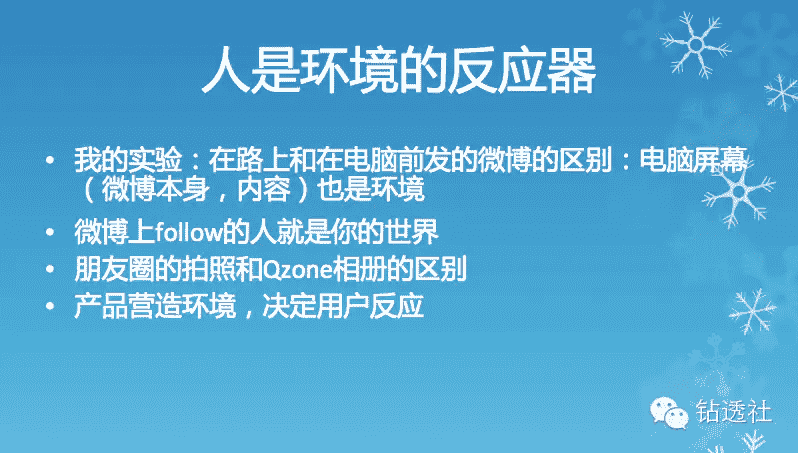 人是环境的反应器
• 我的实验：在路上和在电脑前发的微博的区别：电脑屏幕
（微博本身，内容）也是环境
• 微博上follow的人就是你的世界
• 朋友圈的拍照和Qzone相册的区别
• 产品营造环境，决定用户反应
钻透社